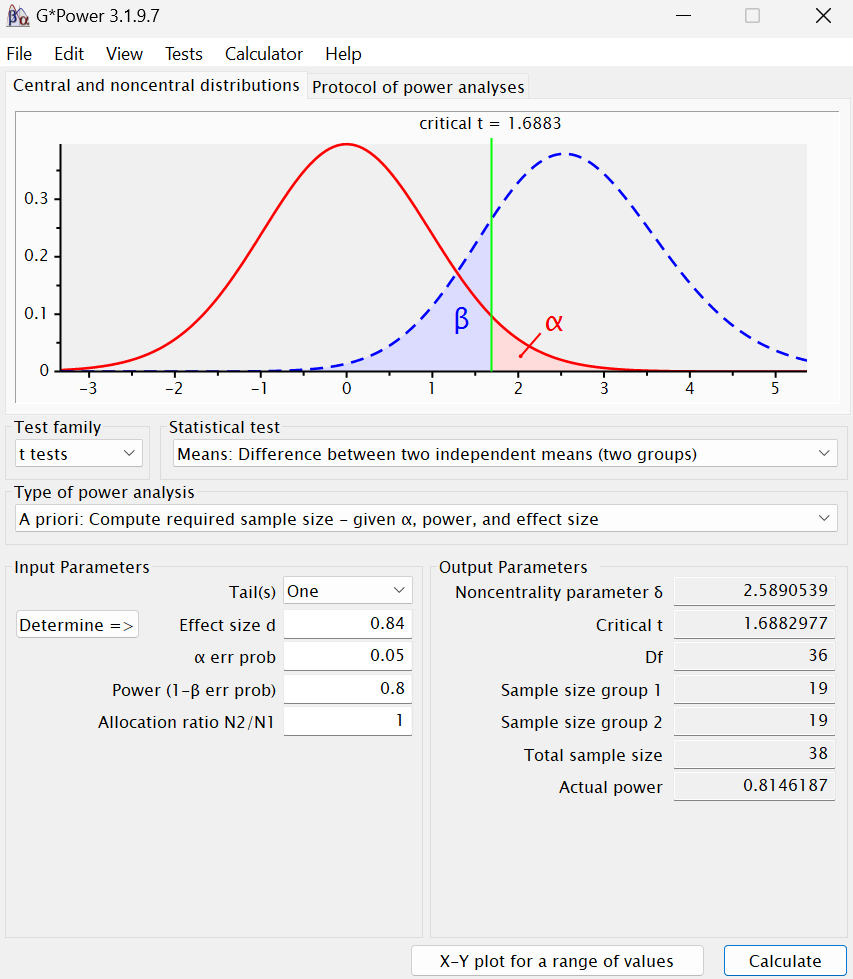 G*Power 3.1.9.7
File Edit View Tests Calculator Help
Central and noncentral distributions Protocol of power analyses
critical t = 1.6883
0.3
0.2
0.1
0
β
α
−3 −2 −1 0 1 2 3 4 5
Test family Statistical test
t tests Means: Difference between two independent means (two groups)
Type of power analysis
A priori: Compute required sample size – given α, power, and effect size
Input Parameters
Tail(s) One
Determine => Effect size d 0.84
α err prob 0.05
Power (1−β err prob) 0.8
Allocation ratio N2/N1 1
Output Parameters
Noncentrality parameter δ 2.5890539
Critical t 1.6882977
Df 36
Sample size group 1 19
Sample size group 2 19
Total sample size 38
Actual power 0.8146187
X-Y plot for a range of values Calculate